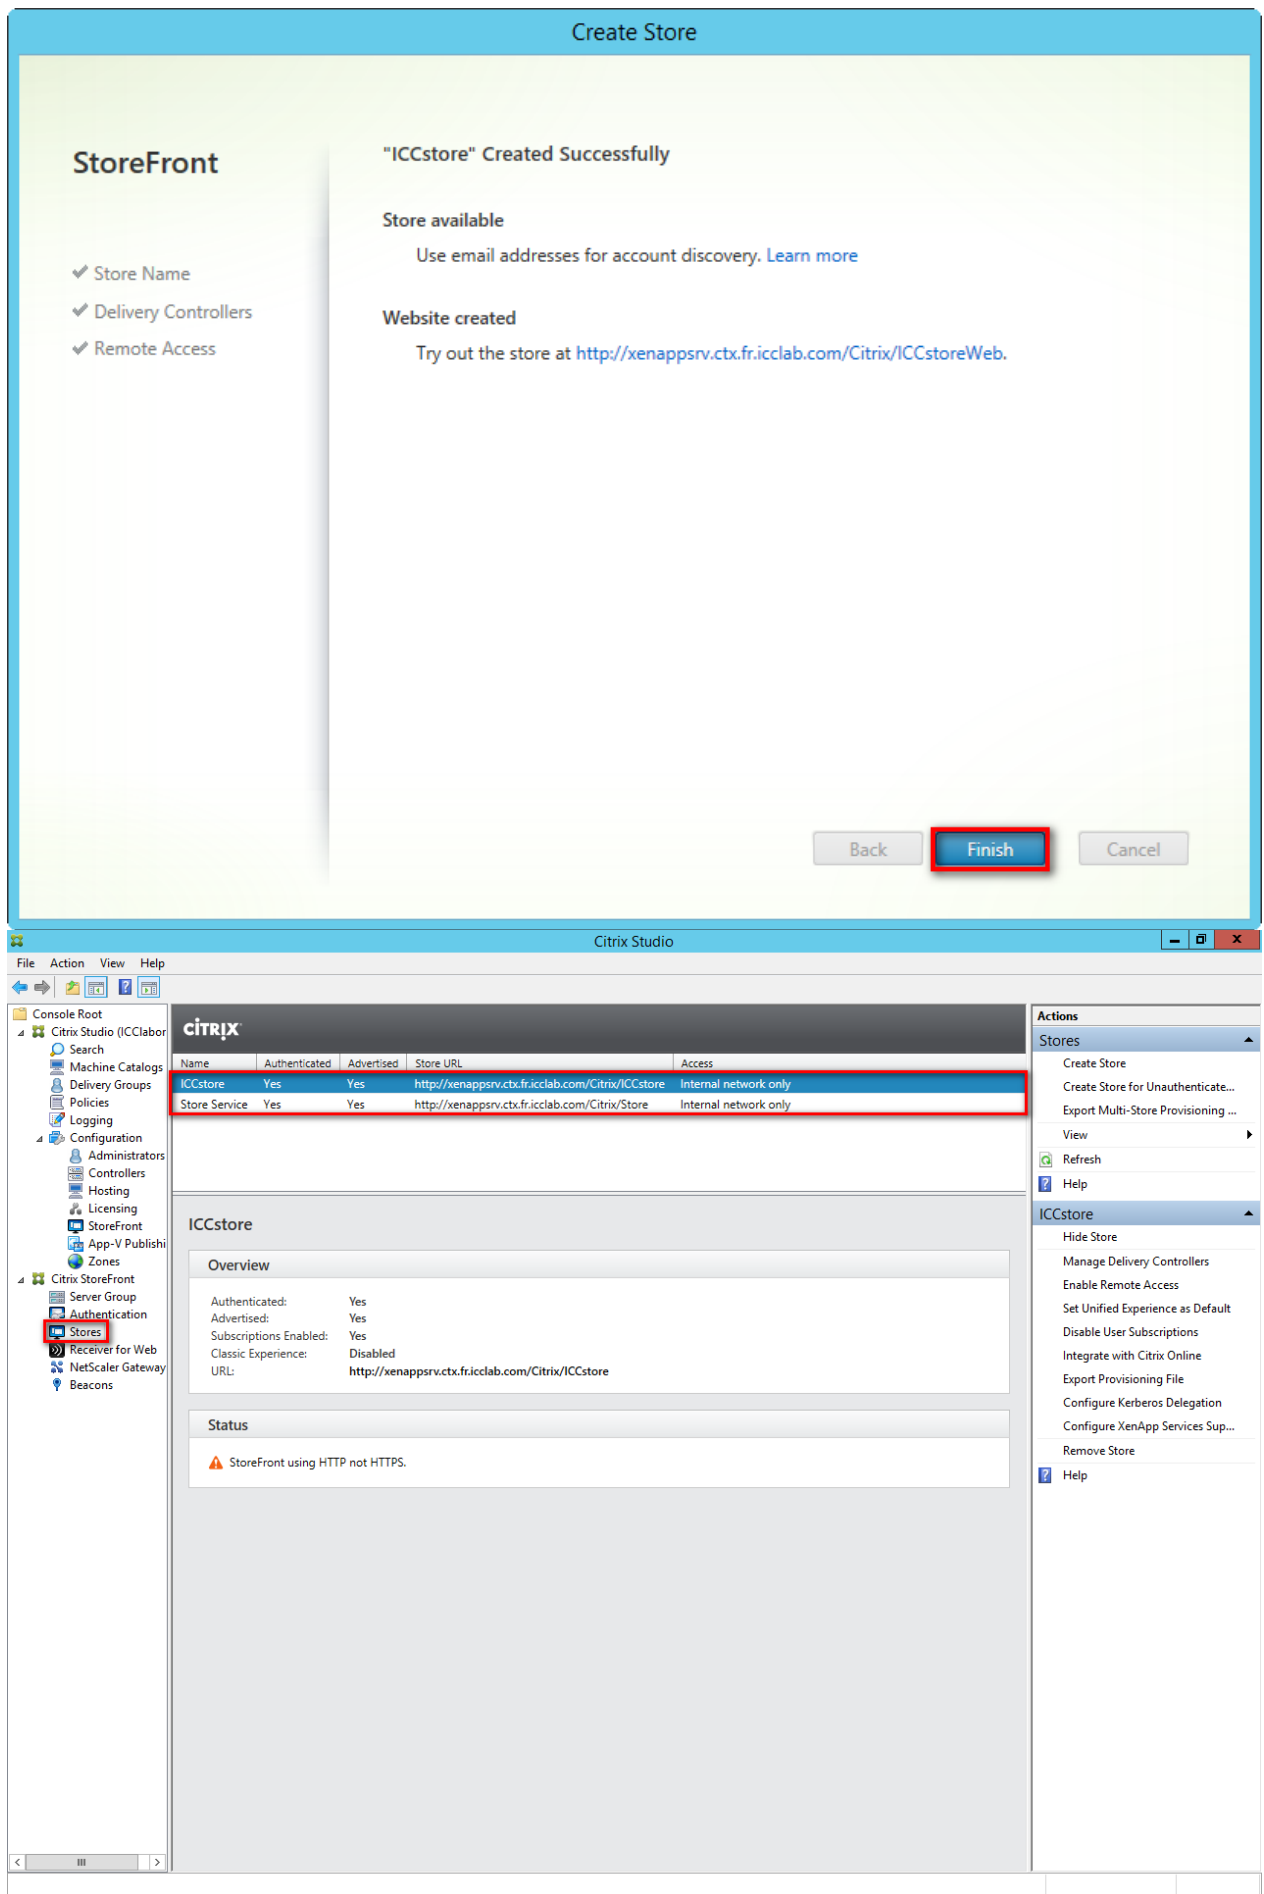 Create Store
StoreFront
Store Name
Delivery Controllers
Remote Access
"ICCstore" Created Successfully
Store available
Use email addresses for account discovery. Learn more
Website created
Try out the store at http://xenappsrv.ctx.fr.icclab.com/Citrix/ICCstoreWeb.
Back Finish Cancel
Citrix Studio
File Action View Help
Console Root
Citrix Studio (ICClabor
Search
Machine Catalogs
Delivery Groups
Policies
Logging
Configuration
Administrators
Controllers
Hosting
Licensing
StoreFront
App-V Publishi
Zones
Citrix StoreFront
Server Group
Authentication
Stores
Receiver for Web
NetScaler Gateway
Beacons
CITRIX
Name Authenticated Advertised Store URL Access
ICCstore Yes Yes http://xenappsrv.ctx.fr.icclab.com/Citrix/ICCstore Internal network only
Store Service Yes Yes http://xenappsrv.ctx.fr.icclab.com/Citrix/Store Internal network only
ICCstore
Overview
Authenticated: Yes
Advertised: Yes
Subscriptions Enabled: Yes
Classic Experience: Disabled
URL: http://xenappsrv.ctx.fr.icclab.com/Citrix/ICCstore
Status
StoreFront using HTTP not HTTPS.
Actions
Stores
Create Store
Create Store for Unauthenticate...
Export Multi-Store Provisioning ...
View
Refresh
Help
ICCstore
Hide Store
Manage Delivery Controllers
Enable Remote Access
Set Unified Experience as Default
Disable User Subscriptions
Integrate with Citrix Online
Export Provisioning File
Configure Kerberos Delegation
Configure XenApp Services Sup...
Remove Store
Help